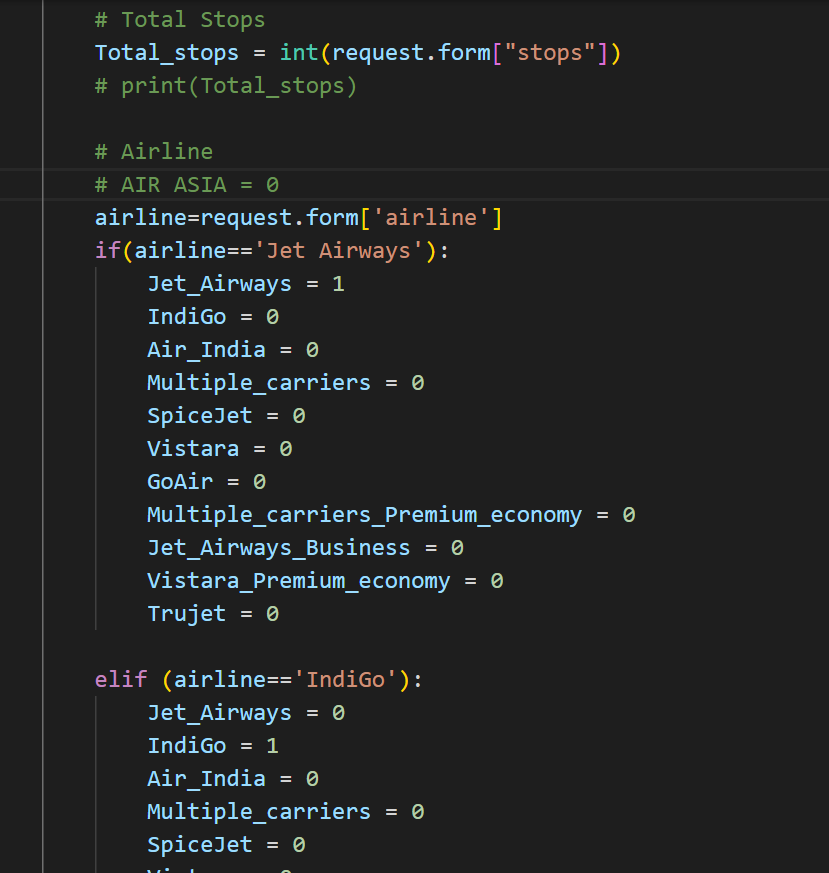 # Total Stops
Total_stops = int(request.form["stops"])
# print(Total_stops)
# Airline
# AIR ASIA = 0
airline=request.form['airline']
if(airline=='Jet Airways'):
Jet_Airways = 1
IndiGo = 0
Air_India = 0
Multiple_carriers = 0
SpiceJet = 0
Vistara = 0
GoAir = 0
Multiple_carriers_Premium_economy = 0
Jet_Airways_Business = 0
Vistara_Premium_economy = 0
Trujet = 0
elif (airline=='IndiGo'):
Jet_Airways = 0
IndiGo = 1
Air_India = 0
Multiple_carriers = 0
SpiceJet = 0